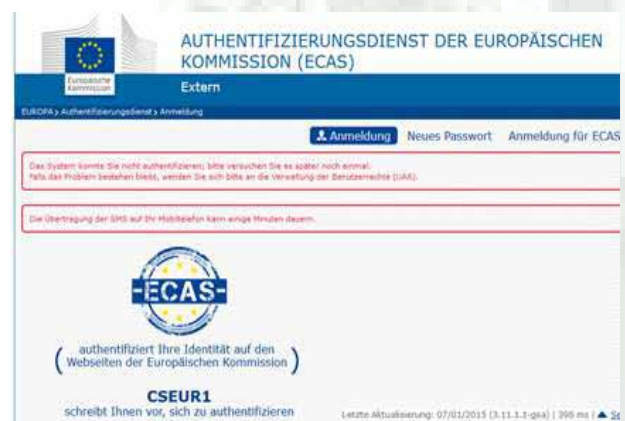 AUTHENTIFIZIERUNGSDIENST DER EUROPÄISCHEN
KOMMISSION (ECAS)
Europäische
Kommission
Extern
EUROPA > Authentifizierungsdienst > Anmeldung
Anmeldung Neues Passwort Anmeldung für ECAS
Das System konnte Sie nicht authentifizieren; bitte versuchen Sie es später noch einmal.
Falls das Problem bestehen bleibt, wenden Sie sich bitte an die Verwaltung der Benutzerrechte (UAA).
Die Übertragung der SMS auf Ihr Mobiltelefon kann einige Minuten dauern.
-ECAS-
( authentifiziert Ihre Identität auf den
Webseiten der Europäischen Kommission )
CSEUR1
schreibt Ihnen vor, sich zu authentifizieren
Letzte Aktualisierung: 07/01/2015 (3.11.1.1-gsa) | 398 ms |